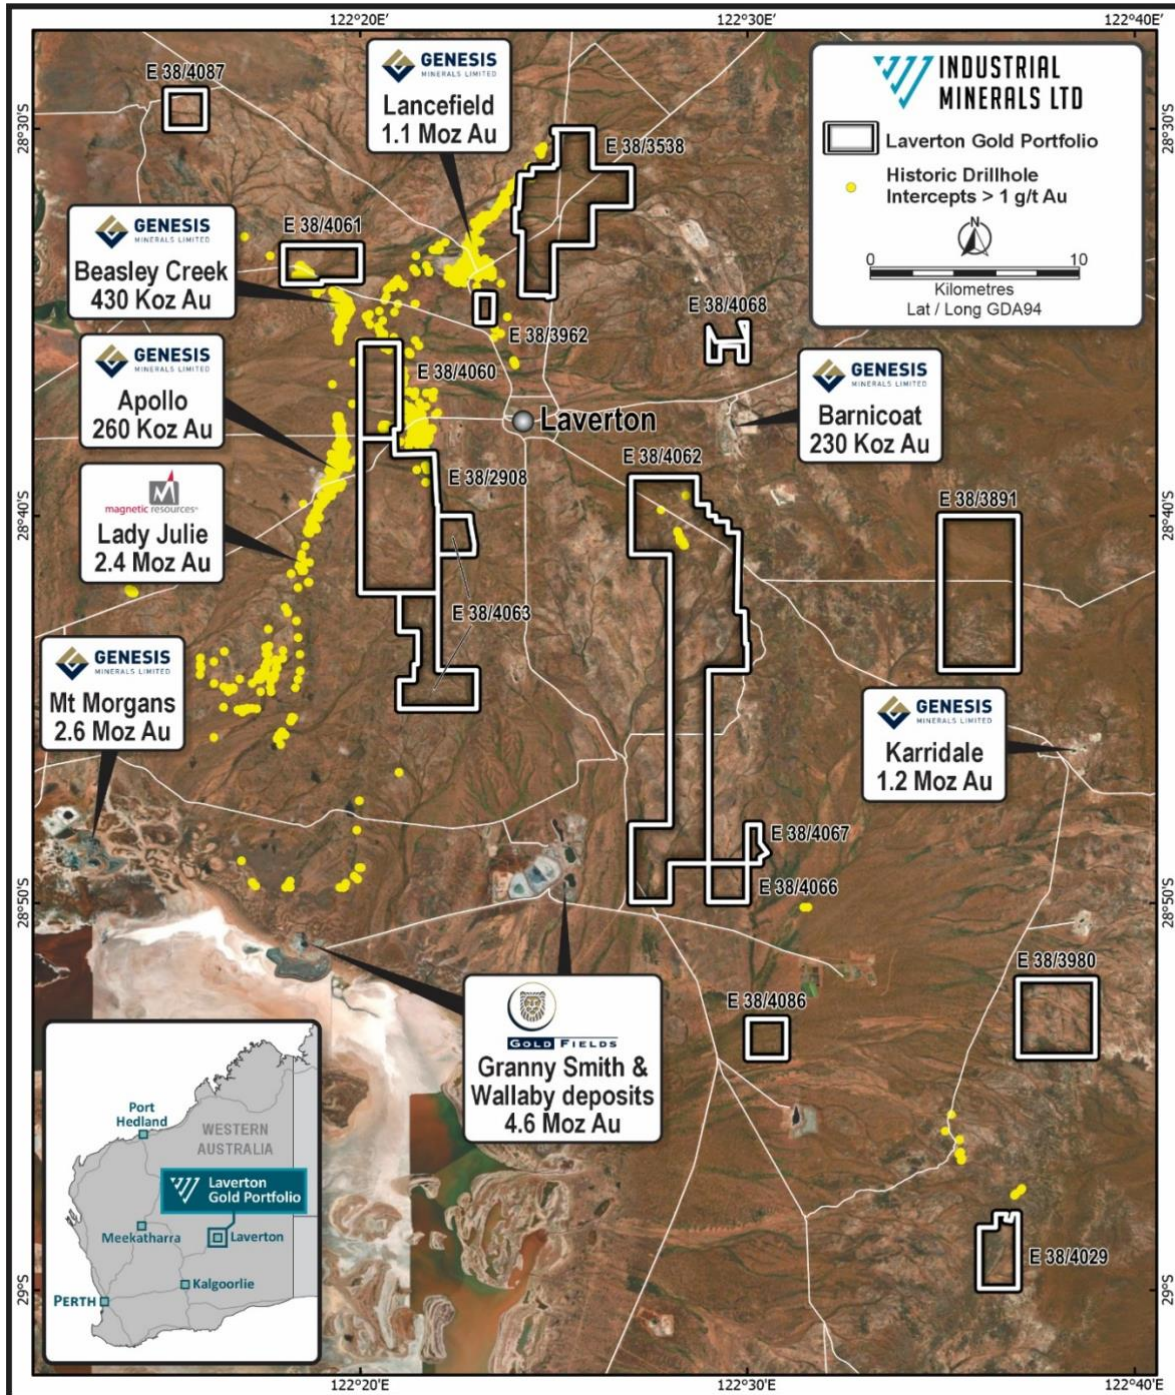 122°20'E
122°30'E
122°40'E
E 38/4087
GENESIS
MINERALS LIMITED
Lancefield
1.1 Moz Au
INDUSTRIAL
MINERALS LTD
Laverton Gold Portfolio
Historic Drillhole
Intercepts > 1 g/t Au
N
0
10
Kilometres
Lat / Long GDA94
28°30'S
28°30'S
E 38/3538
E 38/4061
GENESIS
MINERALS LIMITED
Beasley Creek
430 Koz Au
E 38/3962
E 38/4068
GENESIS
MINERALS LIMITED
Apollo
260 Koz Au
E 38/4060
Laverton
GENESIS
MINERALS LIMITED
Barnicoat
230 Koz Au
E 38/2908
E 38/4062
magnetic resources
Lady Julie
2.4 Moz Au
E 38/3891
28°40'S
28°40'S
E 38/4063
GENESIS
MINERALS LIMITED
Mt Morgans
2.6 Moz Au
GENESIS
MINERALS LIMITED
Karridale
1.2 Moz Au
E 38/4067
E 38/4066
28°50'S
28°50'S
E 38/3980
E 38/4086
GOLD FIELDS
Granny Smith &
Wallaby deposits
4.6 Moz Au
Port
Hedland
WESTERN
AUSTRALIA
Laverton
Gold Portfolio
Meekatharra
Laverton
Kalgoorlie
PERTH
E 38/4029
29°S
29°S
122°20'E
122°30'E
122°40'E